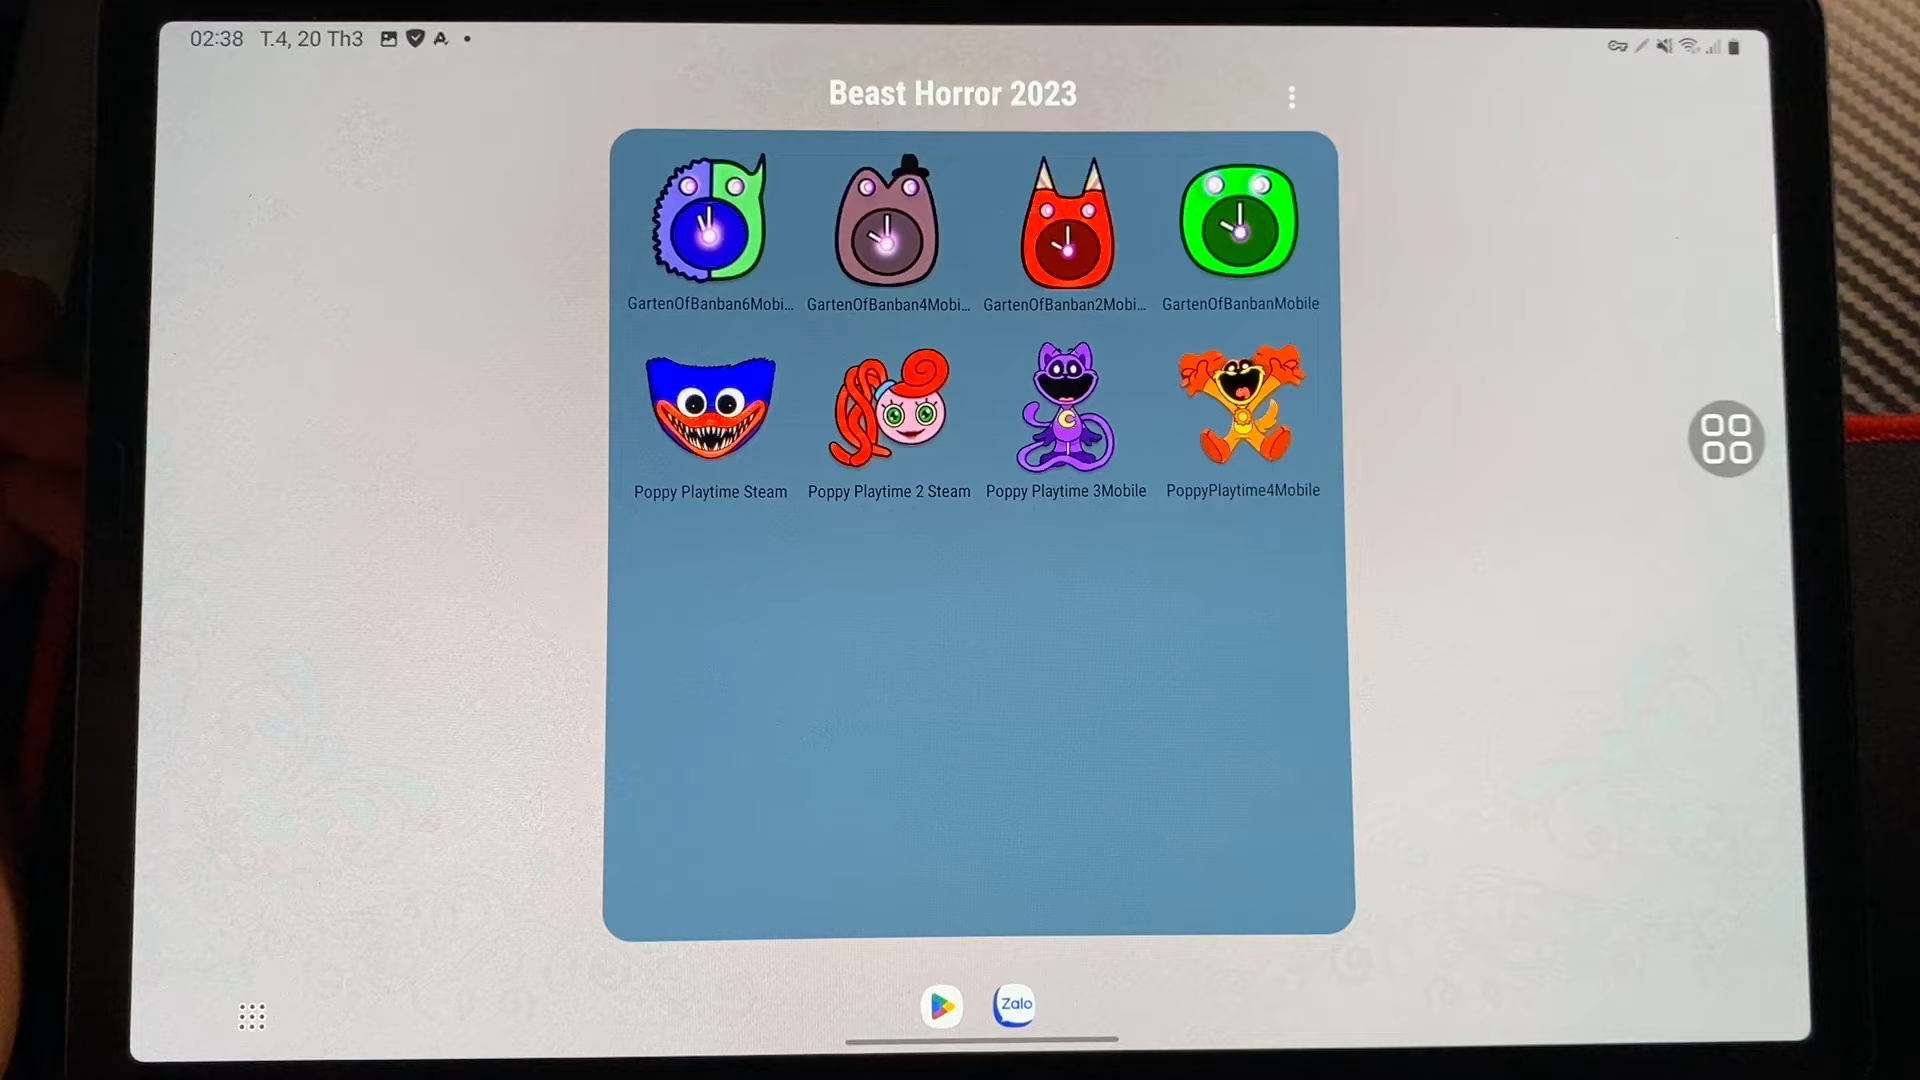 02:38 T.4, 20 Th3
Beast Horror 2023
GartenOfBanban6Mobi... GartenOfBanban4Mobi... GartenOfBanban2Mobi... GartenOfBanbanMobile
Poppy Playtime Steam Poppy Playtime 2 Steam Poppy Playtime 3Mobile PoppyPlaytime4Mobile
Zalo